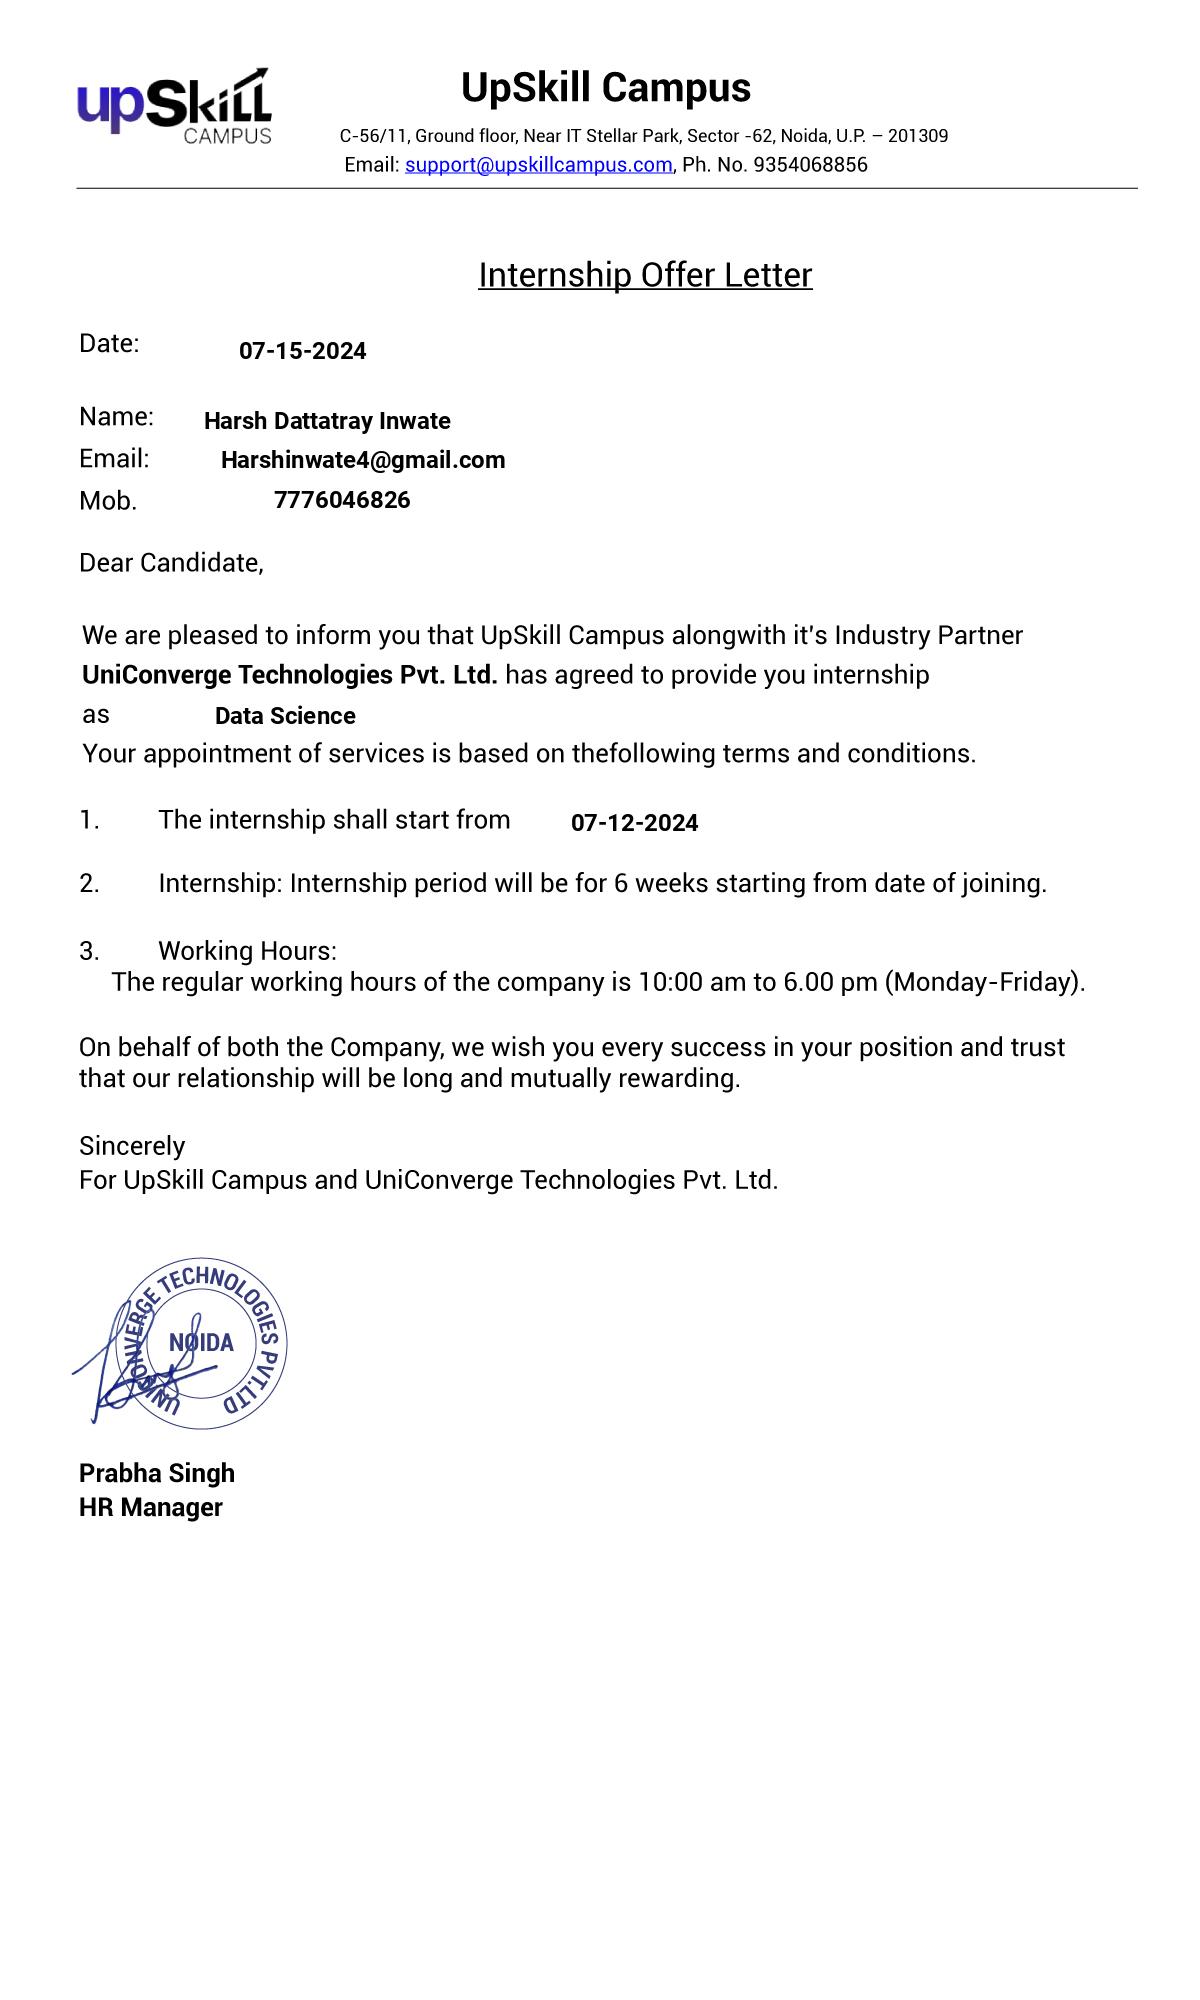 upSkill
CAMPUS
UpSkill Campus
C-56/11, Ground floor, Near IT Stellar Park, Sector -62, Noida, U.P. – 201309
Email: support@upskillcampus.com, Ph. No. 9354068856
Internship Offer Letter
Date: 07-15-2024
Name: Harsh Dattatray Inwate
Email: Harshinwate4@gmail.com
Mob. 7776046826
Dear Candidate,
We are pleased to inform you that UpSkill Campus alongwith it's Industry Partner
UniConverge Technologies Pvt. Ltd. has agreed to provide you internship
as Data Science
Your appointment of services is based on thefollowing terms and conditions.
1. The internship shall start from 07-12-2024
2. Internship: Internship period will be for 6 weeks starting from date of joining.
3. Working Hours:
The regular working hours of the company is 10:00 am to 6.00 pm (Monday-Friday).
On behalf of both the Company, we wish you every success in your position and trust
that our relationship will be long and mutually rewarding.
Sincerely
For UpSkill Campus and UniConverge Technologies Pvt. Ltd.
UNICONVERGE TECHNOLOGIES PVT.LTD
NOIDA
Prabha Singh
HR Manager